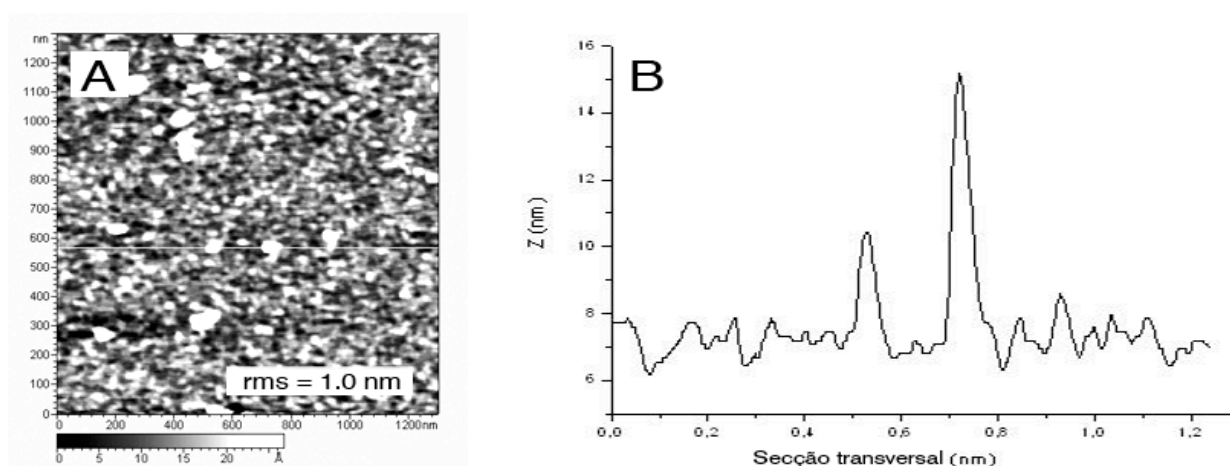 nm
A
1200
1100
1000
900
800
700
600
500
400
300
200
100
0
rms = 1.0 nm
0 200 400 600 800 1000 1200nm
0 5 10 15 20 Å
B
16
14
12
10
8
6
Z (nm)
0,0 0,2 0,4 0,6 0,8 1,0 1,2
Secção transversal (nm)